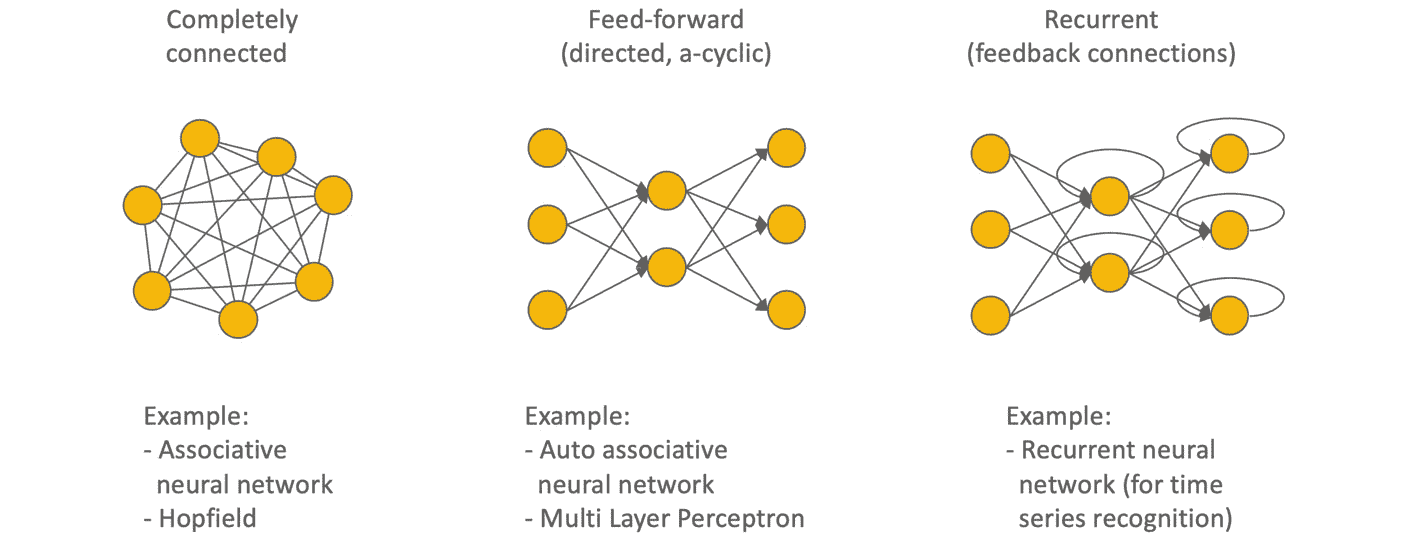 Completely
connected
Feed-forward
(directed, a-cyclic)
Recurrent
(feedback connections)
Example:
- Associative
neural network
- Hopfield
Example:
- Auto associative
neural network
- Multi Layer Perceptron
Example:
- Recurrent neural
network (for time
series recognition)